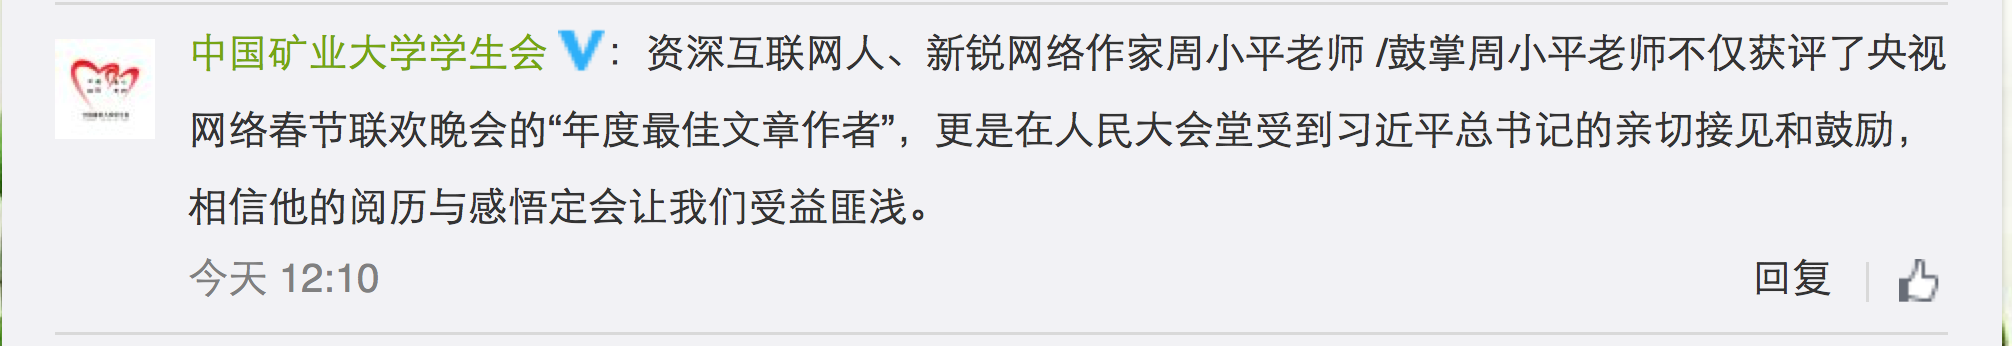 中国矿业大学学生会 V：资深互联网人、新锐网络作家周小平老师 /鼓掌周小平老师不仅获评了央视
网络春节联欢晚会的“年度最佳文章作者”，更是在人民大会堂受到习近平总书记的亲切接见和鼓励，
相信他的阅历与感悟定会让我们受益匪浅。
今天 12:10
回复